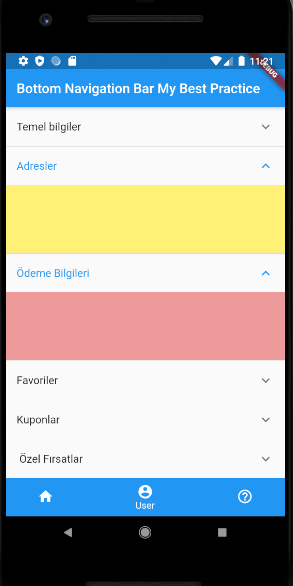 11:21
DEBUG
Bottom Navigation Bar My Best Practice
Temel bilgiler
Adresler
Ödeme Bilgileri
Favoriler
Kuponlar
Özel Fırsatlar
User